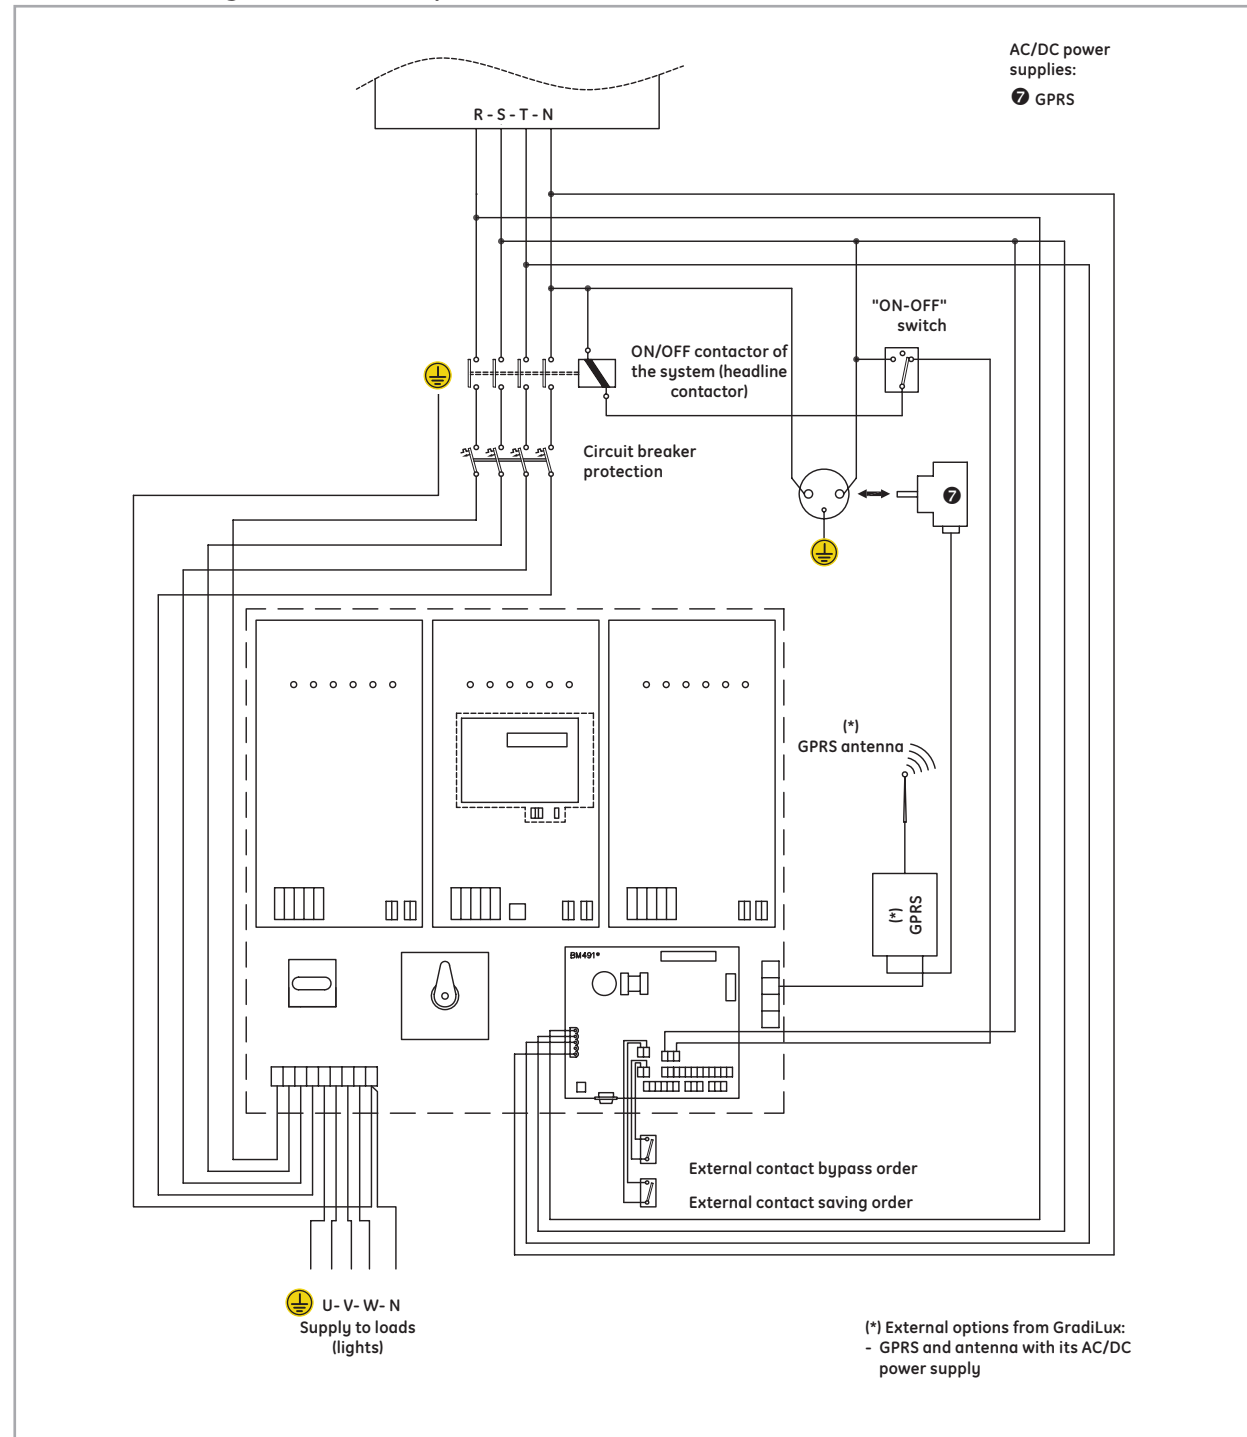 AC/DC power
supplies:
7 GPRS
R - S - T - N
"ON-OFF"
switch
ON/OFF contactor of
the system (headline
contactor)
Circuit breaker
protection
7
(*)
GPRS antenna
(*)
GPRS
BM491*
External contact bypass order
External contact saving order
U- V- W- N
Supply to loads
(lights)
(*) External options from GradiLux:
- GPRS and antenna with its AC/DC
power supply